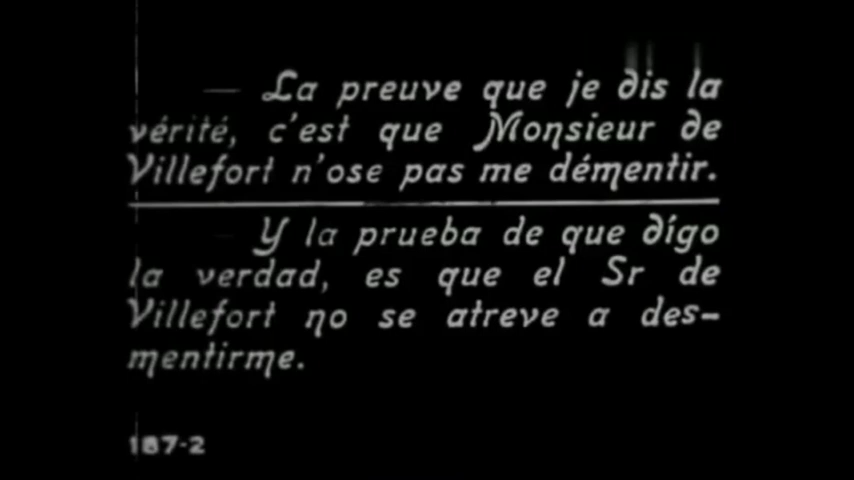 — La preuve que je dis la
vérité, c'est que Monsieur de
Villefort n'ose pas me démentir.
— Y la prueba de que dígo
la verdad, es que el Sr de
Villefort no se atreve a des-
mentirme.
187-2